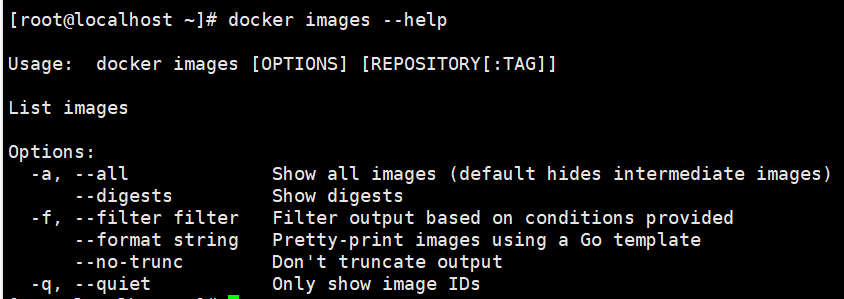 [root@localhost ~]# docker images --help
Usage:  docker images [OPTIONS] [REPOSITORY[:TAG]]
List images
Options:
  -a, --all             Show all images (default hides intermediate images)
      --digests         Show digests
  -f, --filter filter   Filter output based on conditions provided
      --format string   Pretty-print images using a Go template
      --no-trunc        Don't truncate output
  -q, --quiet           Only show image IDs